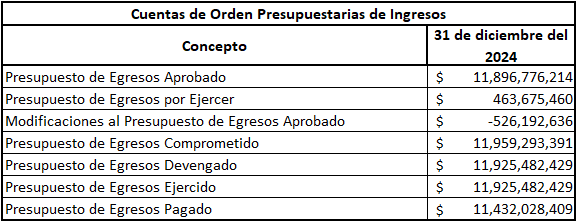 Cuentas de Orden Presupuestarias de Ingresos
Concepto 31 de diciembre del
2024
Presupuesto de Egresos Aprobado $ 11,896,776,214
Presupuesto de Egresos por Ejercer $ 463,675,460
Modificaciones al Presupuesto de Egresos Aprobado $ -526,192,636
Presupuesto de Egresos Comprometido $ 11,959,293,391
Presupuesto de Egresos Devengado $ 11,925,482,429
Presupuesto de Egresos Ejercido $ 11,925,482,429
Presupuesto de Egresos Pagado $ 11,432,028,409